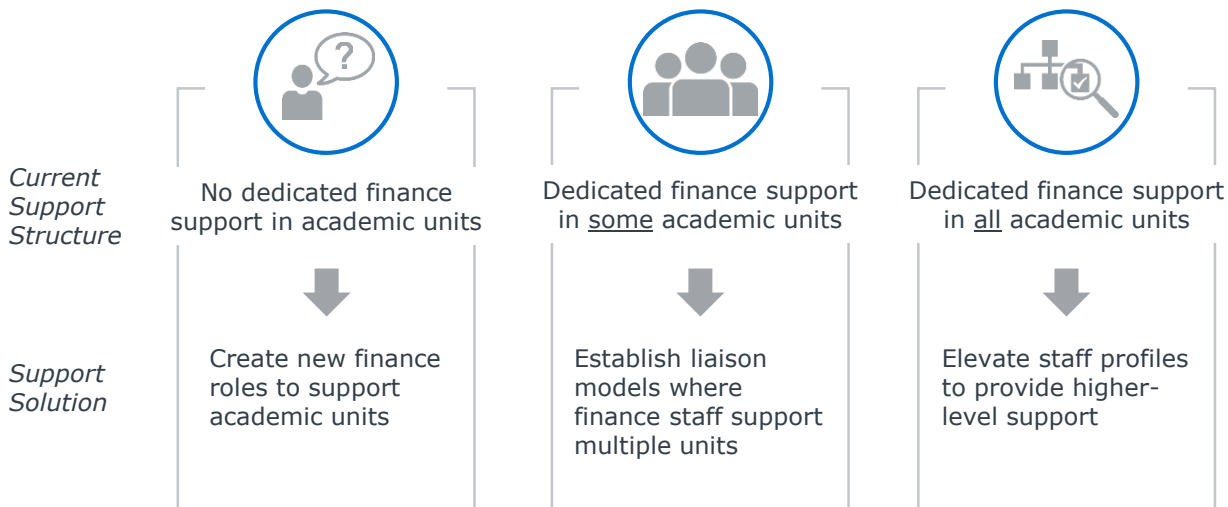 ?
Current
Support
Structure
No dedicated finance
support in academic units
Dedicated finance support
in some academic units
Dedicated finance support
in all academic units
Support
Solution
Create new finance
roles to support
academic units
Establish liaison
models where
finance staff support
multiple units
Elevate staff profiles
to provide higher-
level support